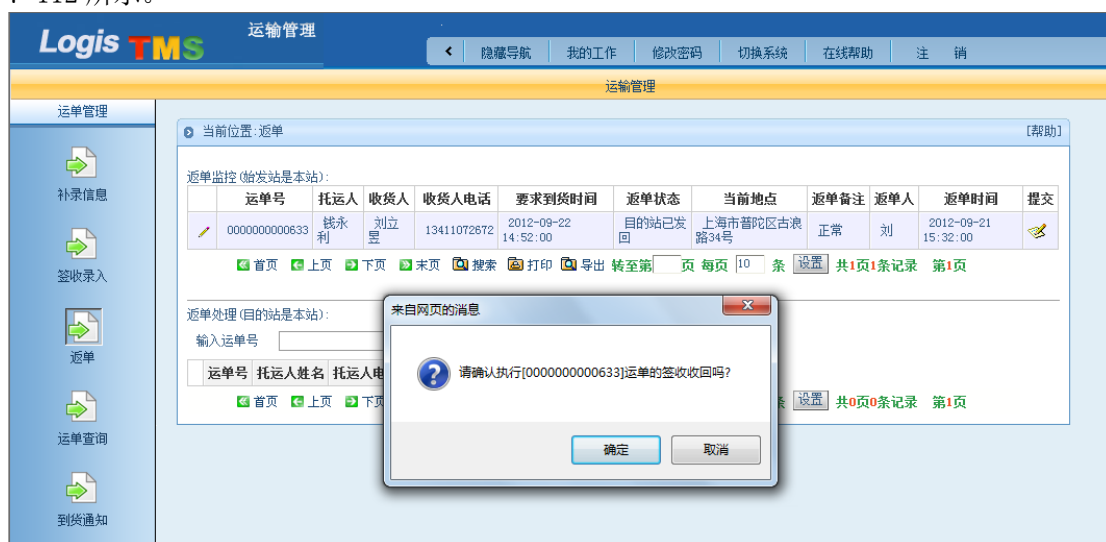 Logis TMS
运输管理
隐藏导航 我的工作 修改密码 切换系统 在线帮助 注 销
运输管理
运单管理
当前位置:返单 [帮助]
补录信息
签收录入
返单
运单查询
到货通知
返单监控(始发站是本站):
运单号 托运人 收货人 收货人电话 要求到货时间 返单状态 当前地点 返单备注 返单人 返单时间 提交
0000000000633 钱永利 刘立昱 13411072672 2012-09-22 14:52:00 目的站已发回 上海市普陀区古浪路34号 正常 刘 2012-09-21 15:32:00
首页 上页 下页 末页 搜索 打印 导出 转至第 页 每页 10 条 设置 共1页1条记录 第1页
返单处理(目的站是本站):
输入运单号
运单号 托运人姓名 托运人电
首页 上页 下页 条 设置 共0页0条记录 第1页
来自网页的消息
请确认执行[0000000000633]运单的签收收回吗?
确定 取消